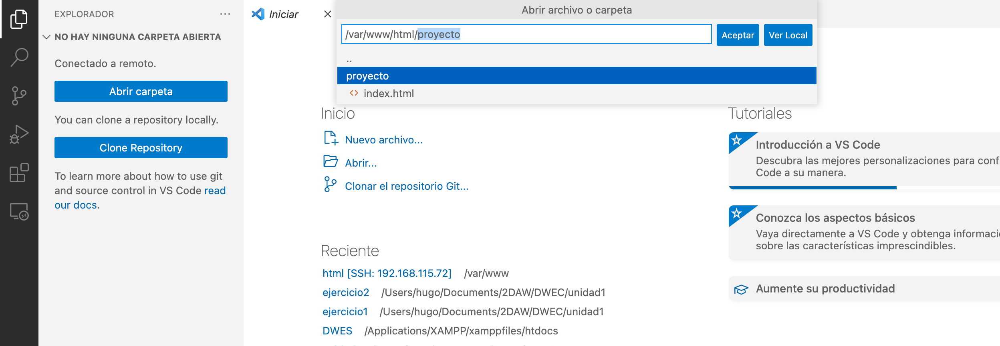 EXPLORADOR
NO HAY NINGUNA CARPETA ABIERTA
Conectado a remoto.
Abrir carpeta
You can clone a repository locally.
Clone Repository
To learn more about how to use git
and source control in VS Code read
our docs.
Iniciar
Abrir archivo o carpeta
/var/www/html/proyecto
Aceptar
Ver Local
..
proyecto
index.html
Inicio
Nuevo archivo...
Abrir...
Clonar el repositorio Git...
Reciente
html [SSH: 192.168.115.72] /var/www
ejercicio2 /Users/hugo/Documents/2DAW/DWEC/unidad1
ejercicio1 /Users/hugo/Documents/2DAW/DWEC/unidad1
DWES /Applications/XAMPP/xamppfiles/htdocs
Tutoriales
Introducción a VS Code
Descubra las mejores personalizaciones para conf
Code a su manera.
Conozca los aspectos básicos
Vaya directamente a VS Code y obtenga informaci
sobre las características imprescindibles.
Aumente su productividad